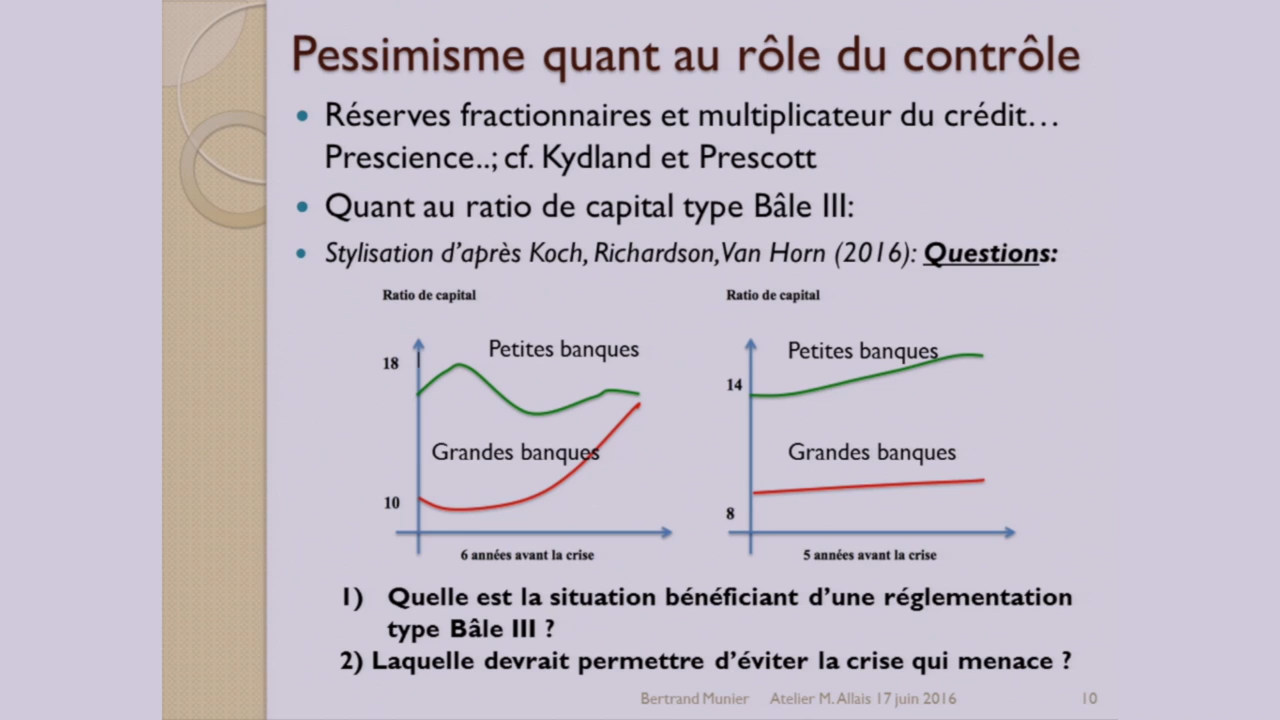 Pessimisme quant au rôle du contrôle
Réserves fractionnaires et multiplicateur du crédit…
Prescience..; cf. Kydland et Prescott
Quant au ratio de capital type Bâle III:
Stylisation d'après Koch, Richardson, Van Horn (2016): Questions:
Ratio de capital
18
Petites banques
Grandes banques
10
6 années avant la crise
Ratio de capital
Petites banques
14
Grandes banques
8
5 années avant la crise
1) Quelle est la situation bénéficiant d'une réglementation
type Bâle III ?
2) Laquelle devrait permettre d'éviter la crise qui menace ?
Bertrand Munier Atelier M. Allais 17 juin 2016 10